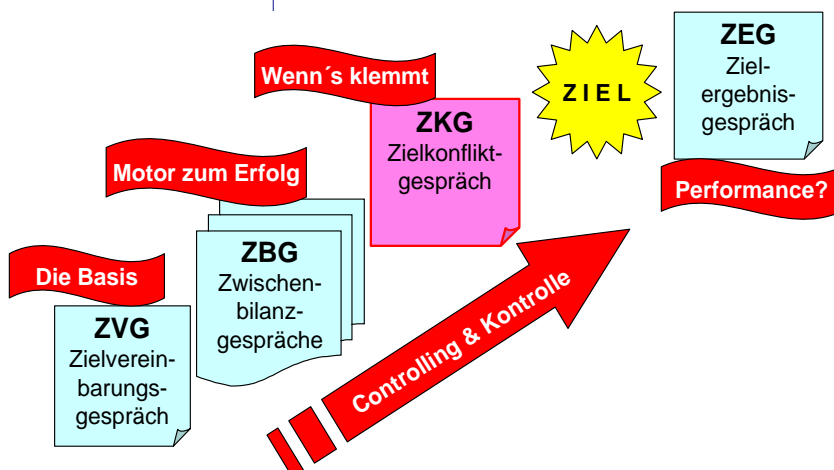 Die Basis
ZVG
Zielverein-
barungs-
gespräch
Motor zum Erfolg
ZBG
Zwischen-
bilanz-
gespräche
Wenn´s klemmt
ZKG
Zielkonflikt-
gespräch
Z I E L
ZEG
Ziel-
ergebnis-
gespräch
Performance?
Controlling & Kontrolle